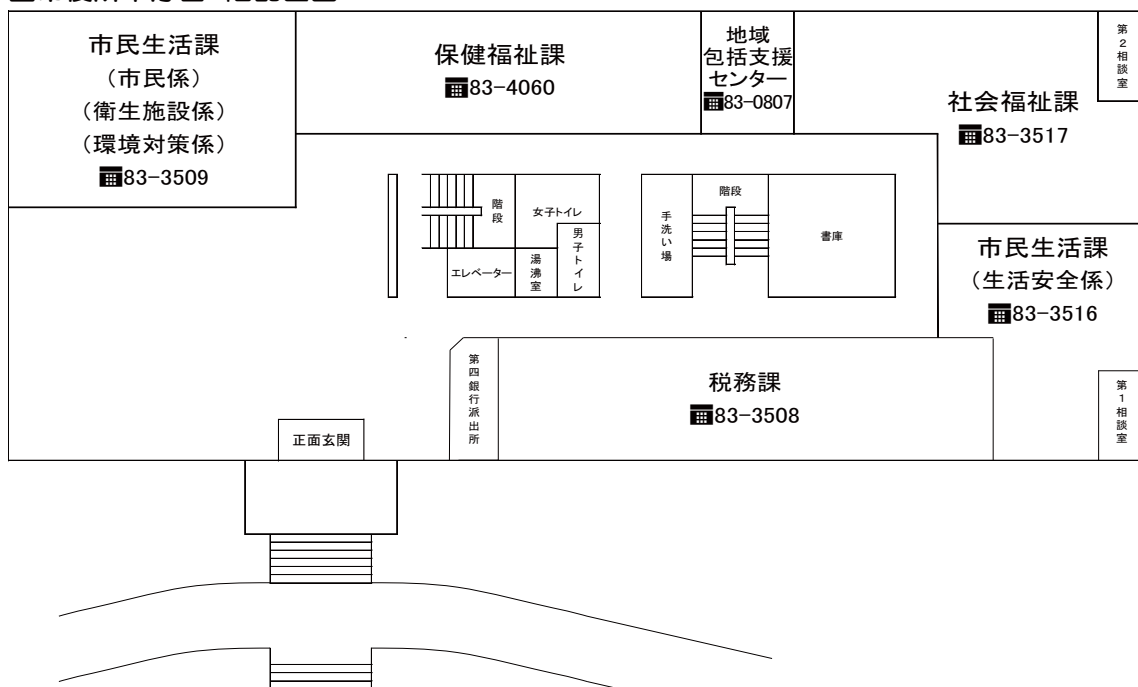 市民生活課
（市民係）
（衛生施設係）
（環境対策係）
83-3509
保健福祉課
83-4060
地域
包括支援
センター
83-0807
社会福祉課
83-3517
第2相談室
階段
女子トイレ
男子トイレ
エレベーター
湯沸室
手洗い場
階段
書庫
市民生活課
（生活安全係）
83-3516
第四銀行派出所
税務課
83-3508
第1相談室
正面玄関